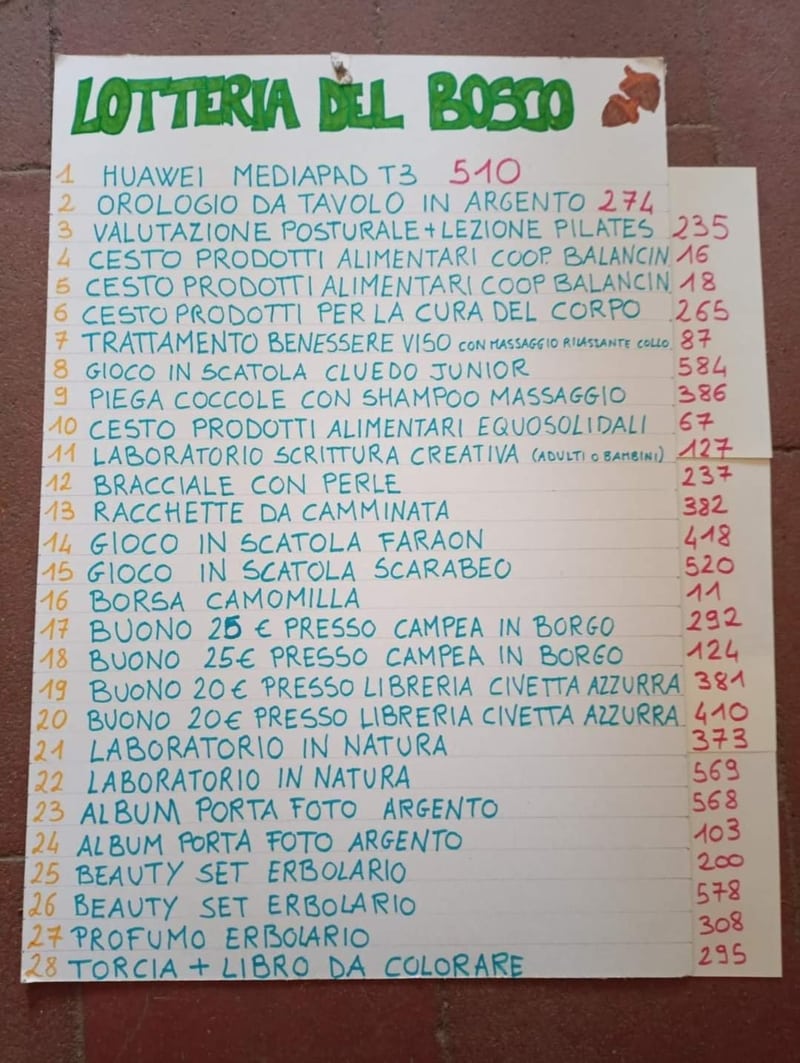 LOTTERIA DEL BOSCO
1 HUAWEI MEDIAPAD T3 510
2 OROLOGIO DA TAVOLO IN ARGENTO 274
3 VALUTAZIONE POSTURALE+LEZIONE PILATES 235
4 CESTO PRODOTTI ALIMENTARI COOP. BALANCIN 16
5 CESTO PRODOTTI ALIMENTARI COOP BALANCIN 18
6 CESTO PRODOTTI PER LA CURA DEL CORPO 265
7 TRATTAMENTO BENESSERE VISO CON MASSAGGIO RILASSANTE COLLO 87
8 GIOCO IN SCATOLA CLUEDO JUNIOR 584
9 PIEGA COCCOLE CON SHAMPOO MASSAGGIO 386
10 CESTO PRODOTTI ALIMENTARI EQUOSOLIDALI 67
11 LABORATORIO SCRITTURA CREATIVA (ADULTI O BAMBINI) 127
12 BRACCIALE CON PERLE 237
13 RACCHETTE DA CAMMINATA 382
14 GIOCO IN SCATOLA FARAON 418
15 GIOCO IN SCATOLA SCARABEO 520
16 BORSA CAMOMILLA 11
17 BUONO 25 € PRESSO CAMPEA IN BORGO 292
18 BUONO 25€ PRESSO CAMPEA IN BORGO 124
19 BUONO 20€ PRESSO LIBRERIA CIVETTA AZZURRA 381
20 BUONO 20€ PRESSO LIBRERIA CIVETTA AZZURRA 410
21 LABORATORIO IN NATURA 373
22 LABORATORIO IN NATURA 569
23 ALBUM PORTA FOTO ARGENTO 568
24 ALBUM PORTA FOTO ARGENTO 103
25 BEAUTY SET ERBOLARIO 200
26 BEAUTY SET ERBOLARIO 578
27 PROFUMO ERBOLARIO 308
28 TORCIA + LIBRO DA COLORARE 295